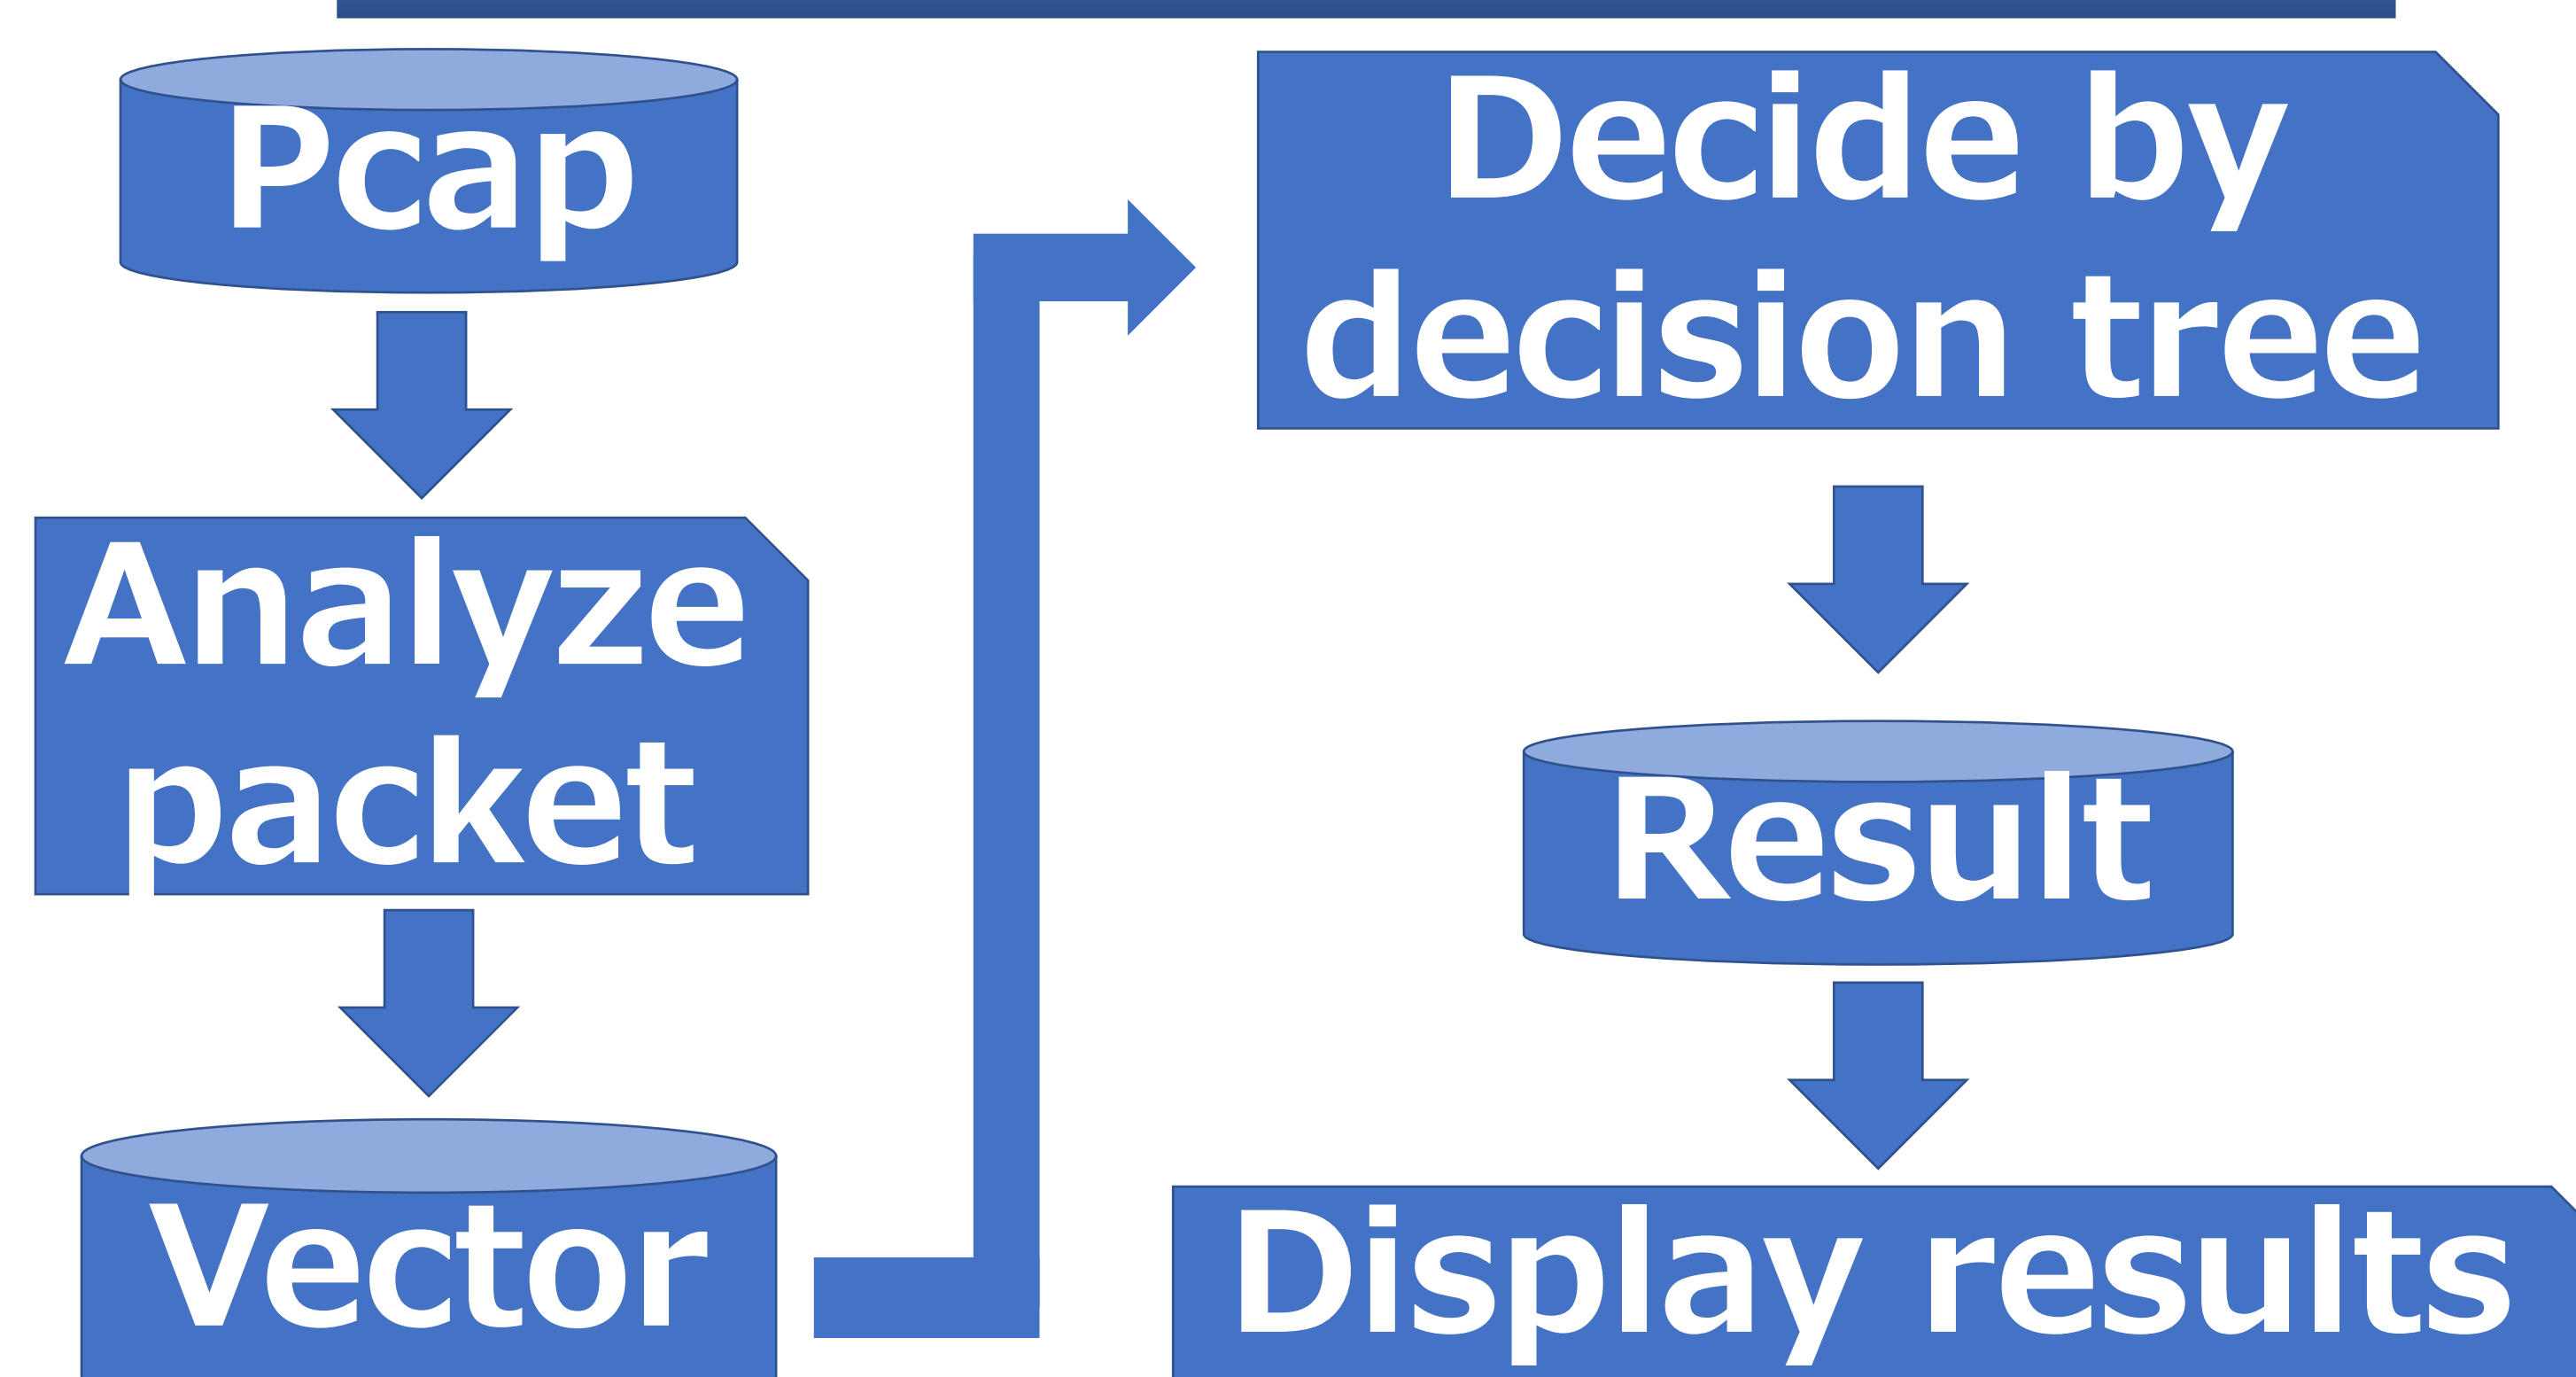 Pcap
Analyze
packet
Vector
Decide by
decision tree
Result
Display results